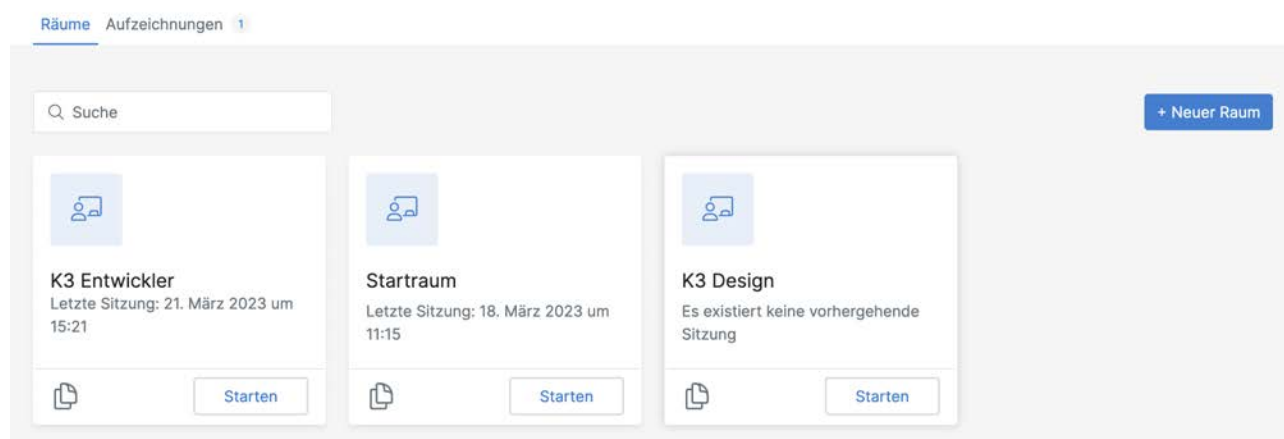 Räume Aufzeichnungen 1
Suche
+ Neuer Raum
K3 Entwickler
Letzte Sitzung: 21. März 2023 um
15:21
Starten
Startraum
Letzte Sitzung: 18. März 2023 um
11:15
Starten
K3 Design
Es existiert keine vorhergehende
Sitzung
Starten